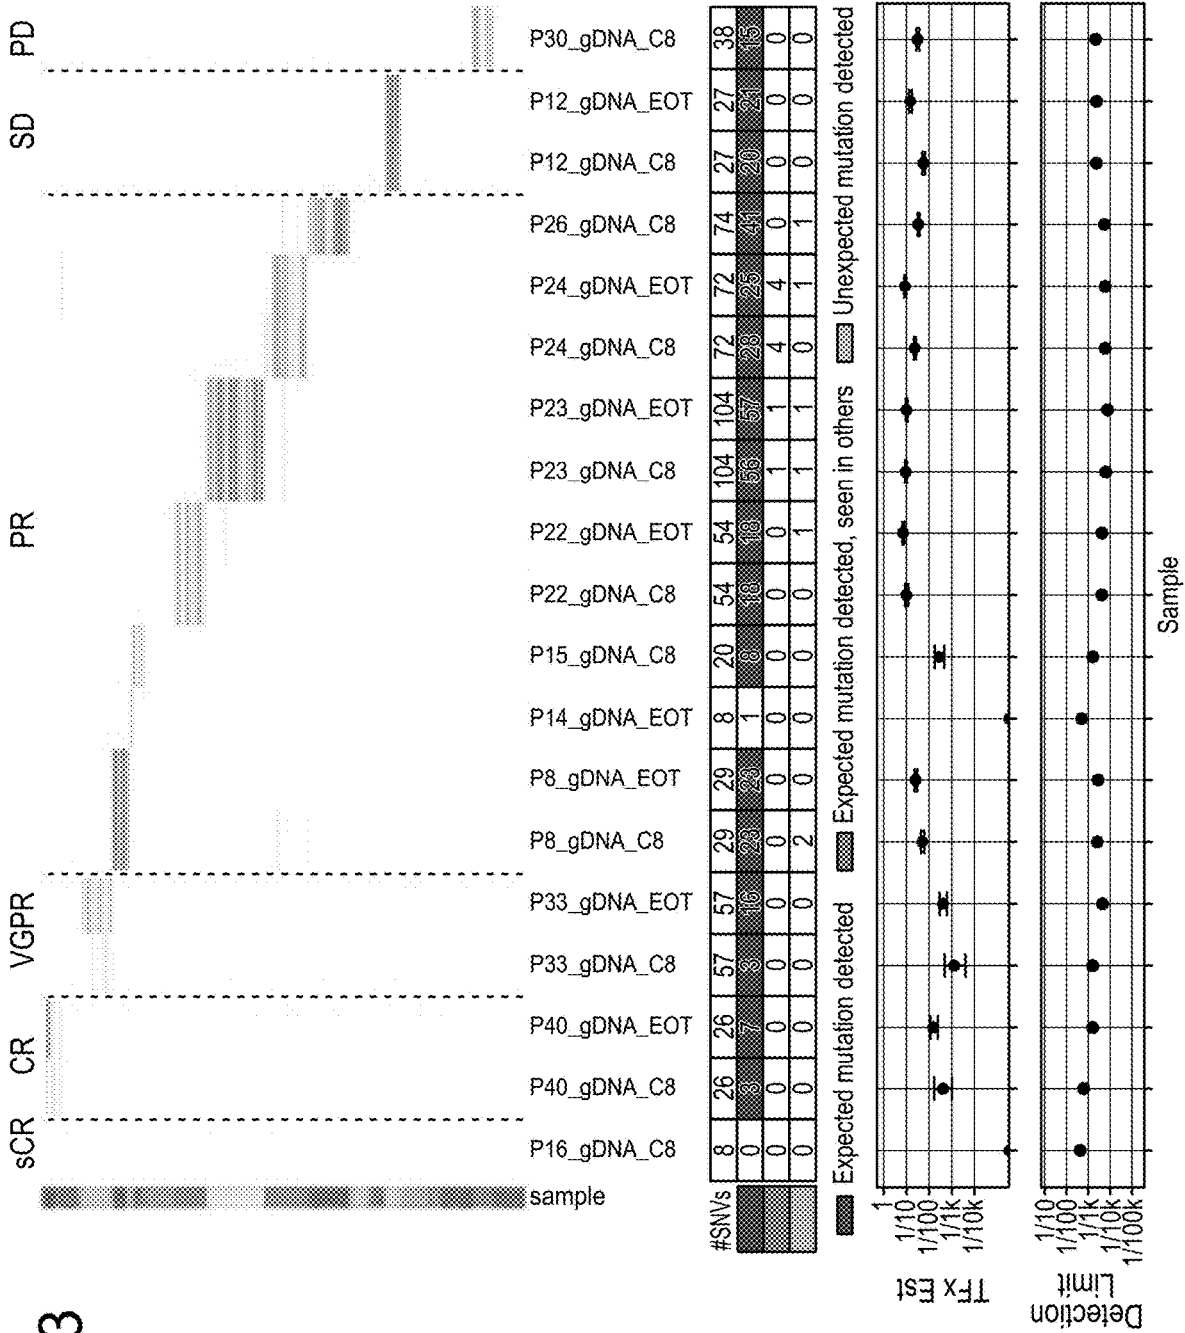 3
sCR CR VGPR PR SD PD
sample
P16_gDNA_C8
P40_gDNA_C8
P40_gDNA_EOT
P33_gDNA_C8
P33_gDNA_EOT
P8_gDNA_C8
P8_gDNA_EOT
P14_gDNA_EOT
P15_gDNA_C8
P22_gDNA_C8
P22_gDNA_EOT
P23_gDNA_C8
P23_gDNA_EOT
P24_gDNA_C8
P24_gDNA_EOT
P26_gDNA_C8
P12_gDNA_C8
P12_gDNA_EOT
P30_gDNA_C8
#SNVs 8 26 26 57 57 29 29 8 20 54 54 104 104 72 72 74 27 27 38
0 3 7 3 16 23 23 1 8 18 18 56 57 28 25 41 20 21 15
0 0 0 0 0 0 0 0 0 0 0 1 1 4 4 0 0 0 0
0 0 0 0 0 2 0 0 0 0 1 1 1 0 1 1 0 0 0
Expected mutation detected Expected mutation detected, seen in others Unexpected mutation detected
TFx Est
1
1/10
1/100
1/1k
1/10k
Detection
Limit
1/10
1/100
1/1k
1/10k
1/100k
Sample